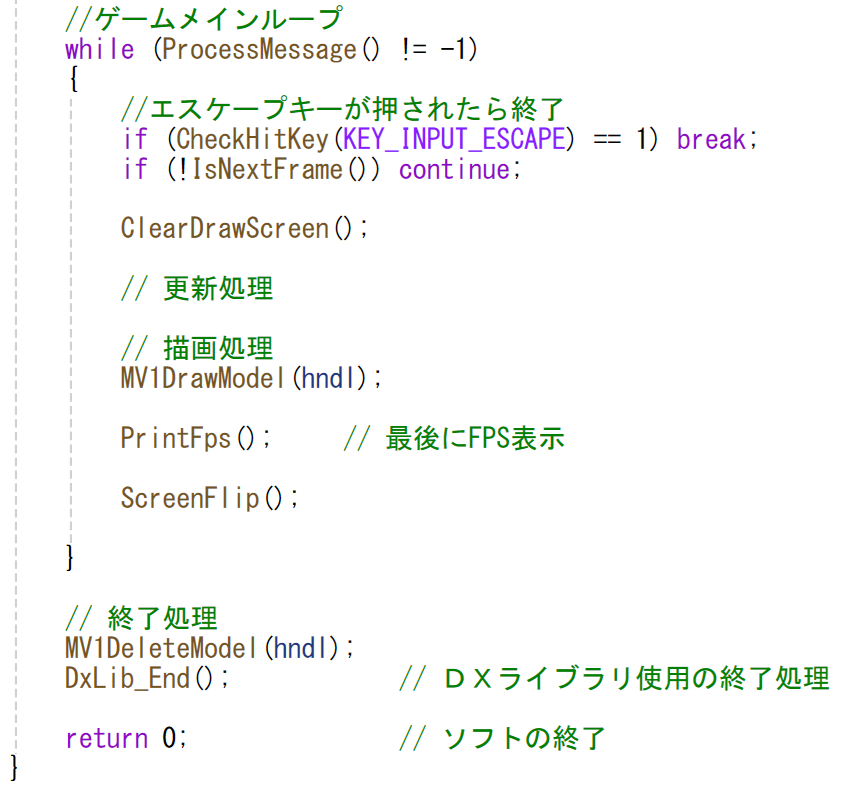 //ゲームメインループ
while (ProcessMessage() != -1)
{
//エスケープキーが押されたら終了
if (CheckHitKey(KEY_INPUT_ESCAPE) == 1) break;
if (!IsNextFrame()) continue;
ClearDrawScreen();
// 更新処理
// 描画処理
MV1DrawModel(hndl);
PrintFps(); // 最後にFPS表示
ScreenFlip();
}
// 終了処理
MV1DeleteModel(hndl);
DxLib_End(); // DXライブラリ使用の終了処理
return 0; // ソフトの終了
}